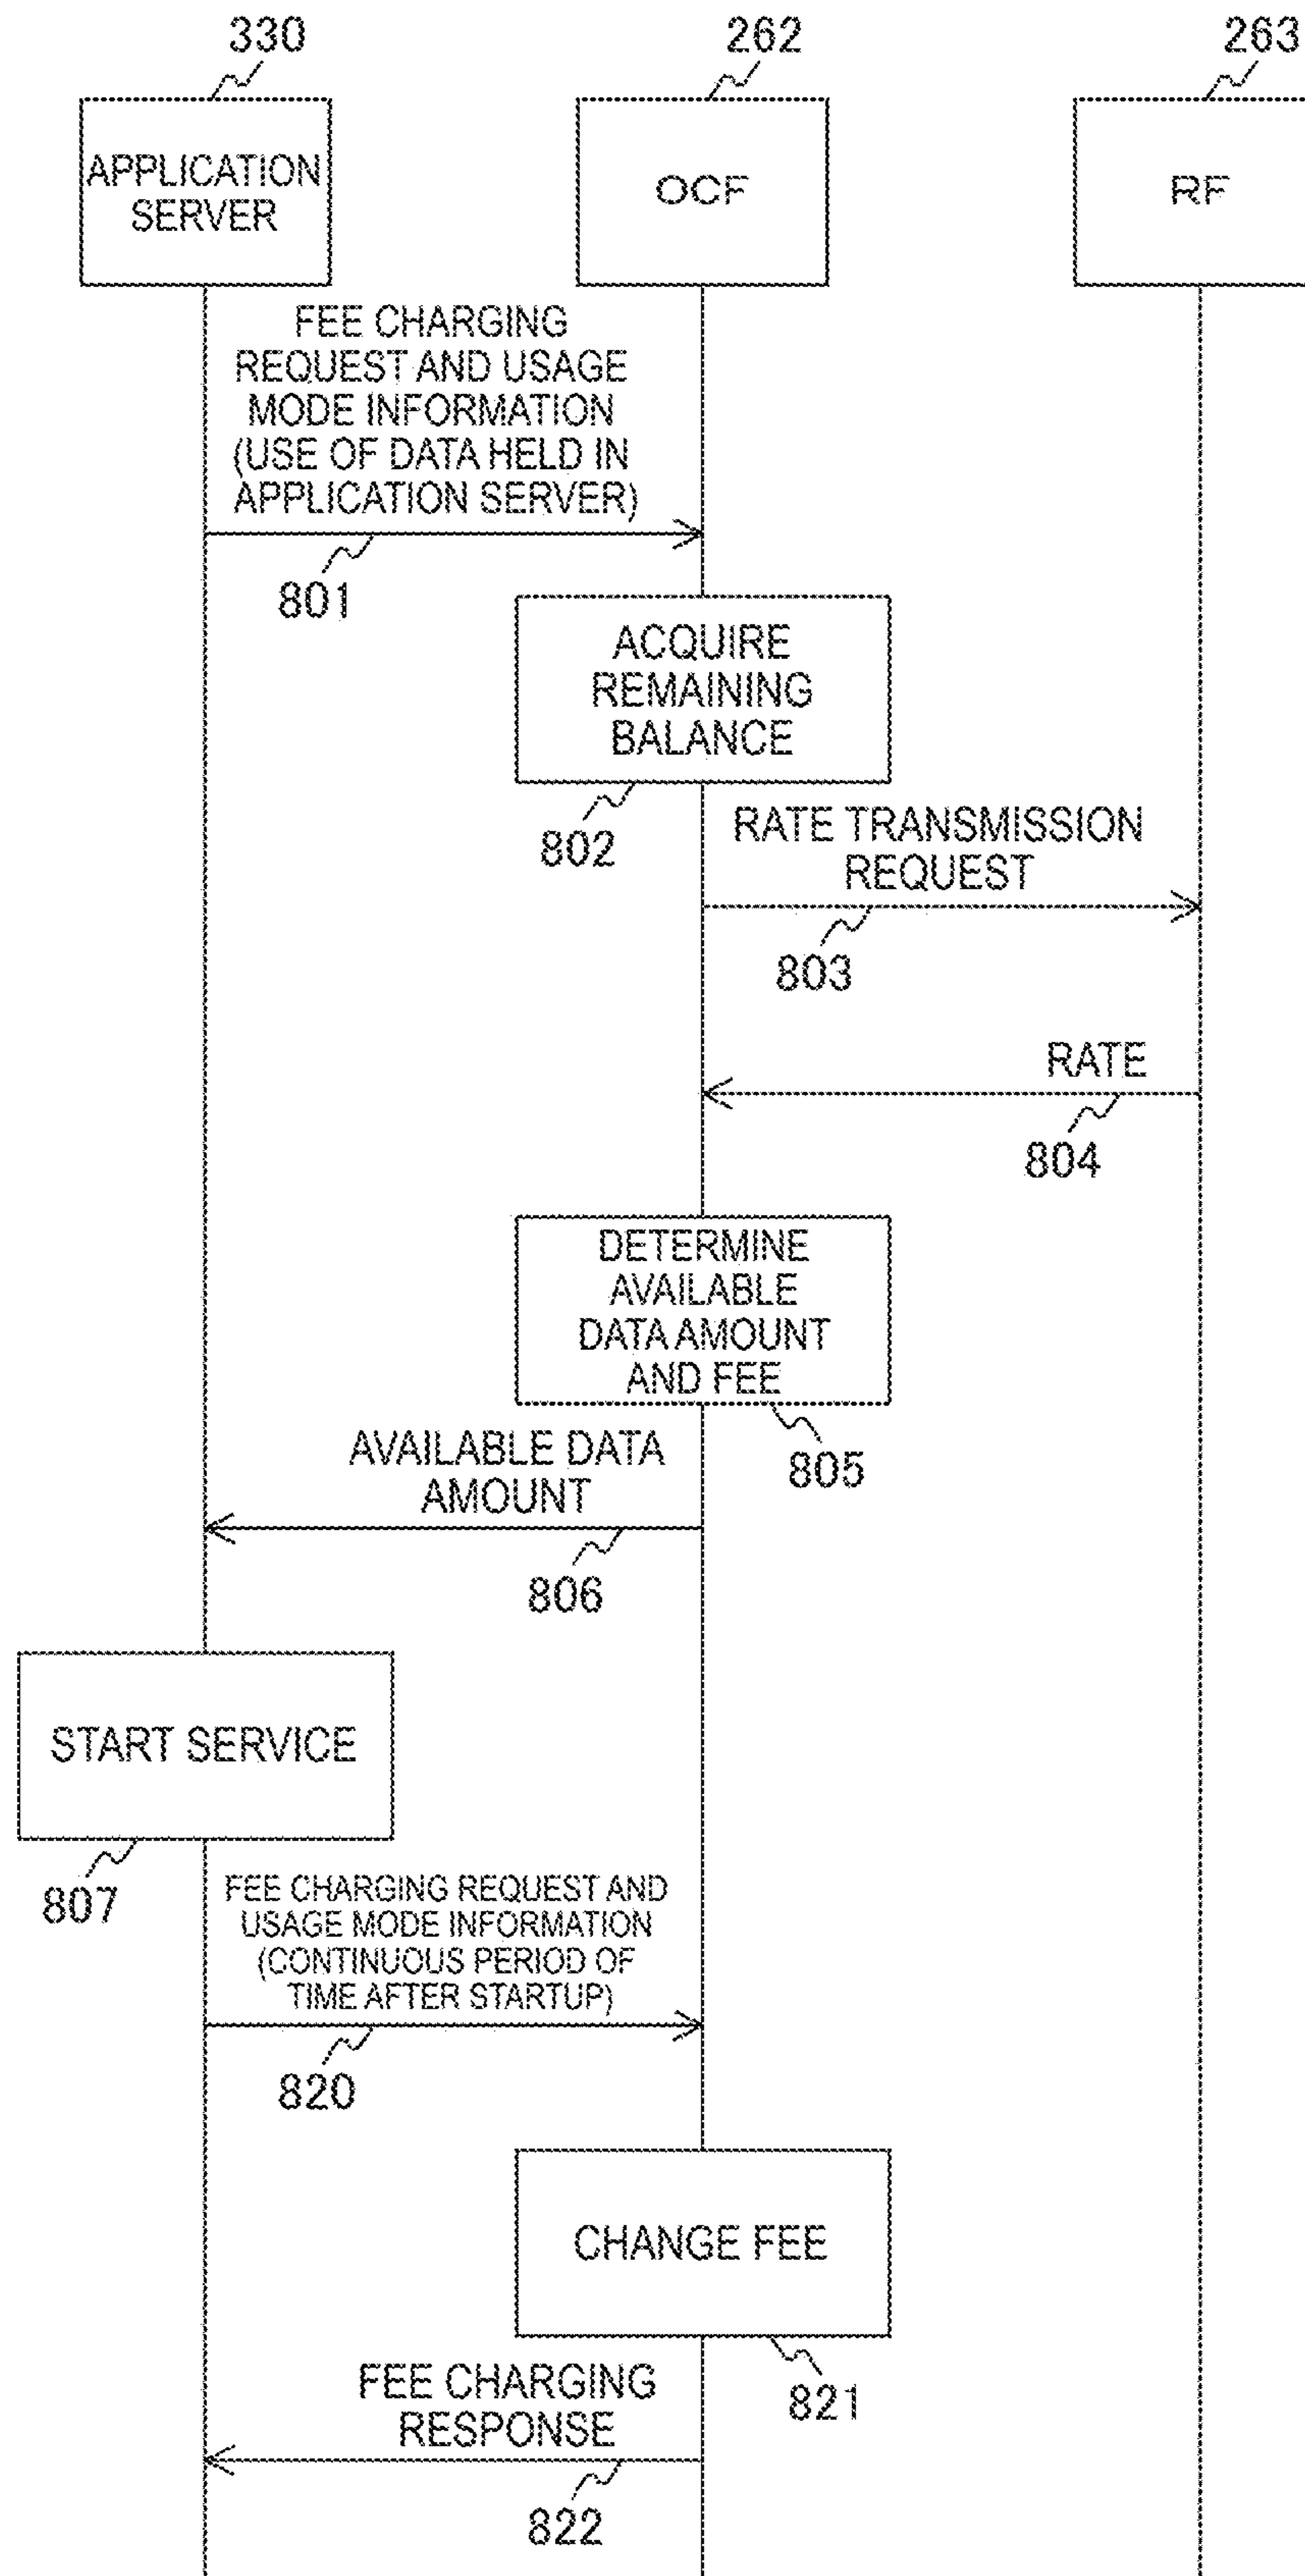 330
262
263
APPLICATION
SERVER
OCF
RF
FEE CHARGING
REQUEST AND USAGE
MODE INFORMATION
(USE OF DATA HELD IN
APPLICATION SERVER)
801
ACQUIRE
REMAINING
BALANCE
802
RATE TRANSMISSION
REQUEST
803
RATE
804
DETERMINE
AVAILABLE
DATA AMOUNT
AND FEE
805
AVAILABLE DATA
AMOUNT
806
START SERVICE
807
FEE CHARGING REQUEST AND
USAGE MODE INFORMATION
(CONTINUOUS PERIOD OF
TIME AFTER STARTUP)
820
CHANGE FEE
821
FEE CHARGING
RESPONSE
822